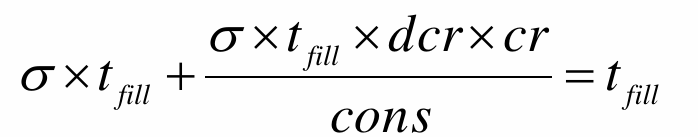 σ × t_fill + (σ × t_fill × dcr × cr) / cons = t_fill